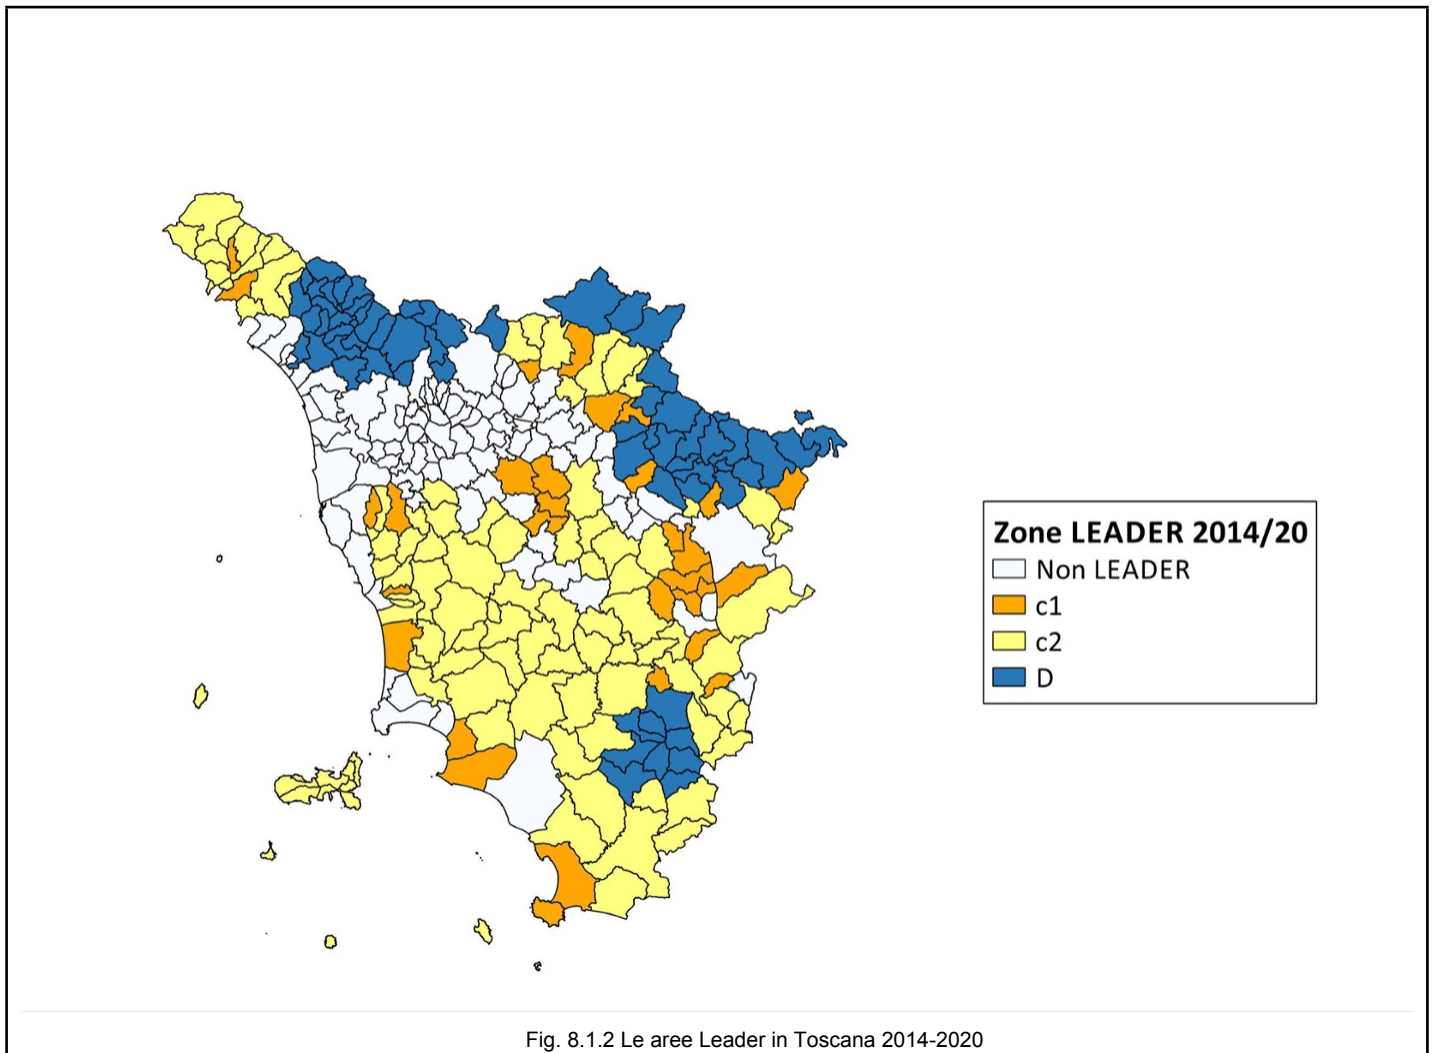 Zone LEADER 2014/20
Non LEADER
c1
c2
D
Fig. 8.1.2 Le aree Leader in Toscana 2014-2020